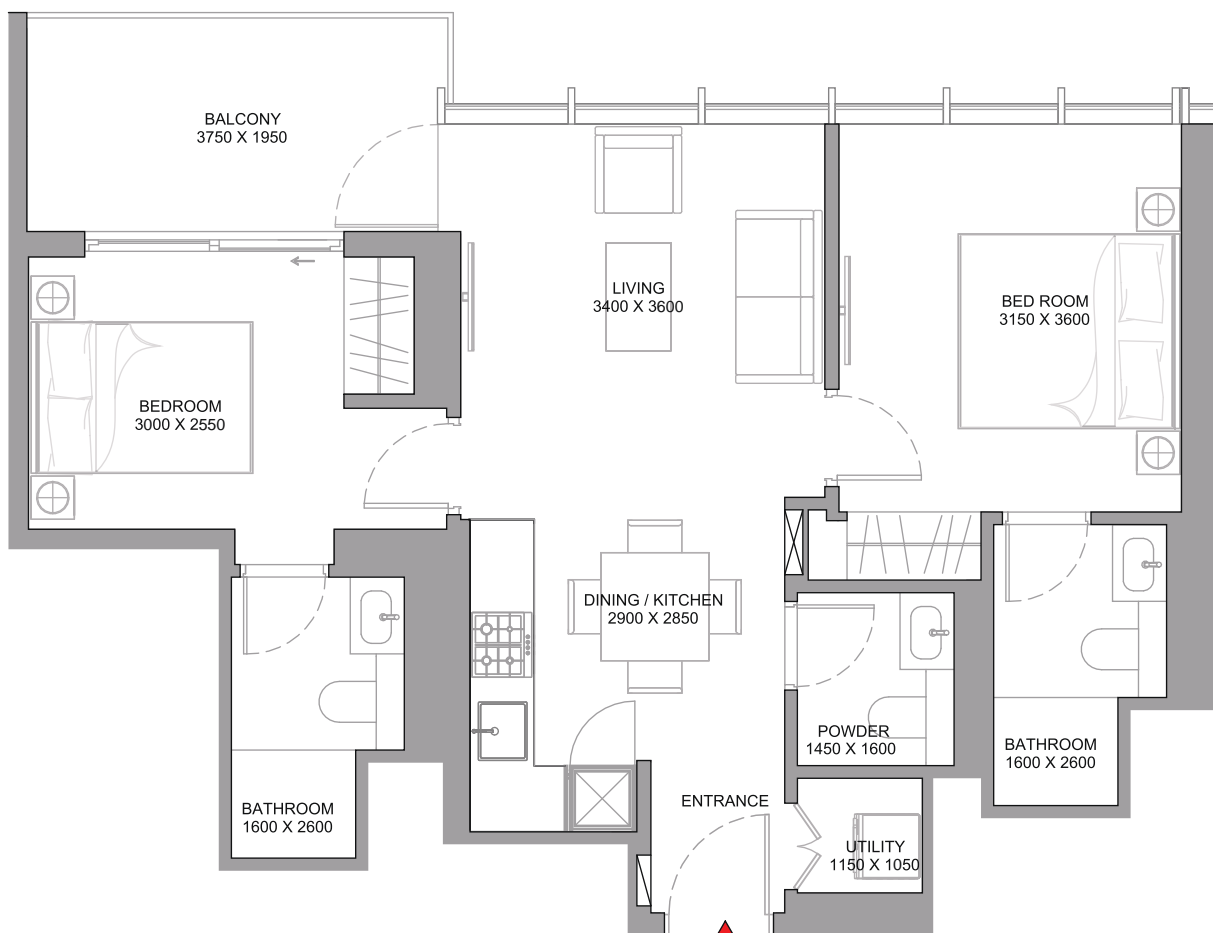 BALCONY
3750 X 1950
LIVING
3400 X 3600
BED ROOM
3150 X 3600
BEDROOM
3000 X 2550
DINING / KITCHEN
2900 X 2850
POWDER
1450 X 1600
BATHROOM
1600 X 2600
ENTRANCE
BATHROOM
1600 X 2600
UTILITY
1150 X 1050